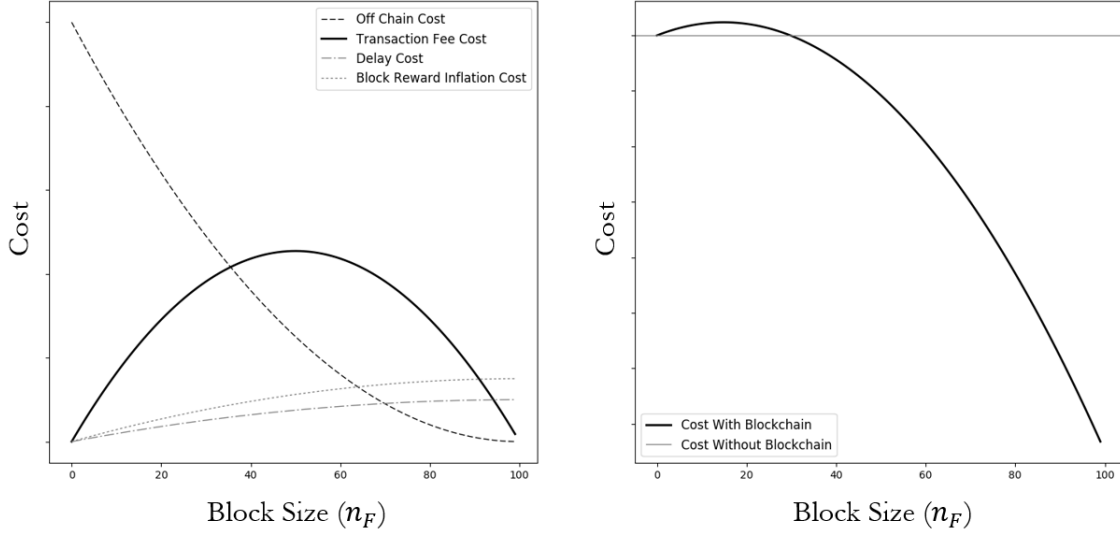 Off Chain Cost
Transaction Fee Cost
Delay Cost
Block Reward Inflation Cost
Cost
0 20 40 60 80 100
Block Size (n_F)
Cost
Cost With Blockchain
Cost Without Blockchain
0 20 40 60 80 100
Block Size (n_F)